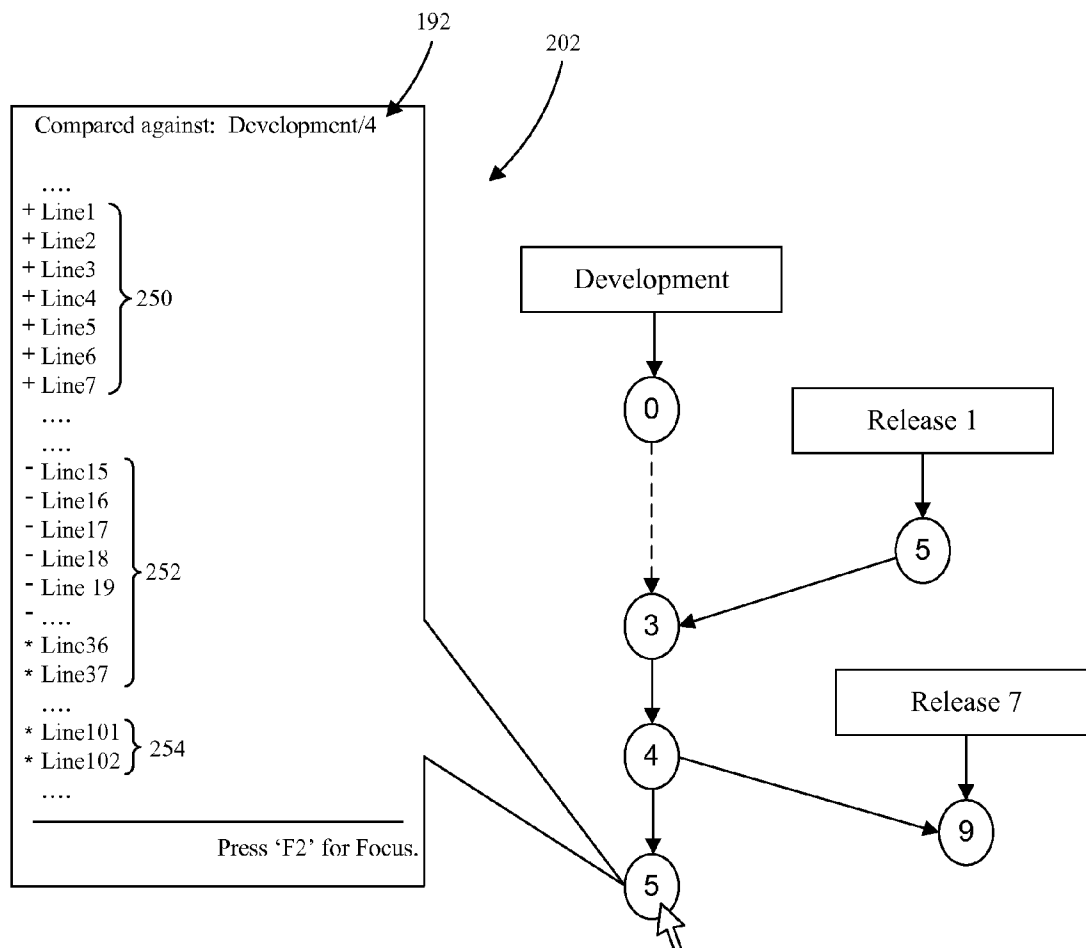 192
202
Compared against: Development/4
....
+ Line1
+ Line2
+ Line3
+ Line4
+ Line5
+ Line6
+ Line7
250
....
....
- Line15
- Line16
- Line17
- Line18
- Line 19
- ....
* Line36
* Line37
252
....
* Line101
* Line102
254
....
Press ‘F2’ for Focus.
Development
0
Release 1
5
3
Release 7
4
9
5